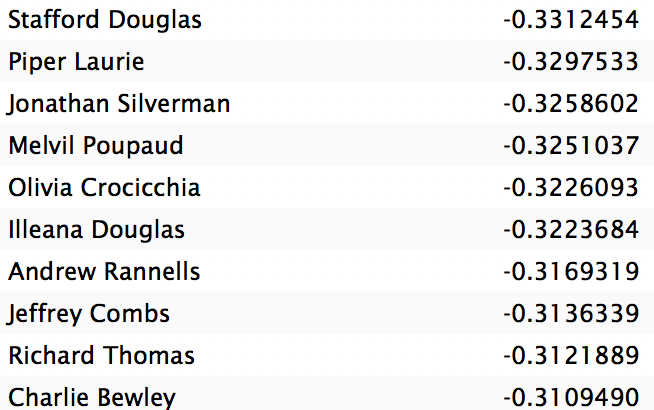 Stafford Douglas -0.3312454
Piper Laurie -0.3297533
Jonathan Silverman -0.3258602
Melvil Poupaud -0.3251037
Olivia Crocicchia -0.3226093
Illeana Douglas -0.3223684
Andrew Rannells -0.3169319
Jeffrey Combs -0.3136339
Richard Thomas -0.3121889
Charlie Bewley -0.3109490